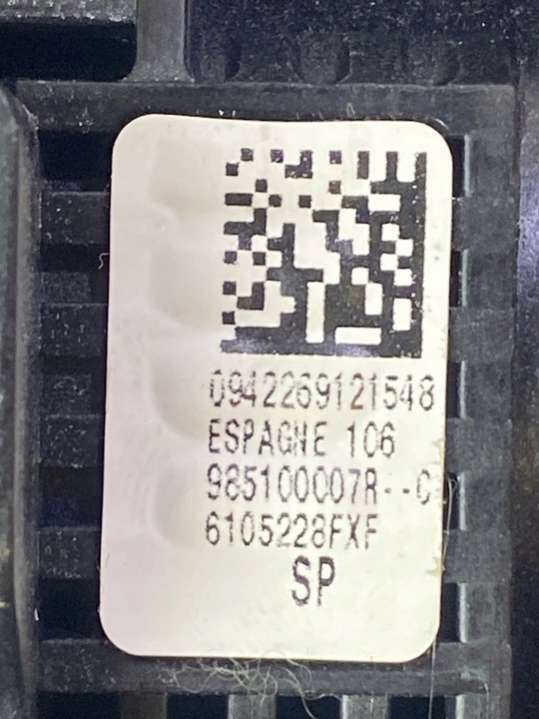 0942269121548
ESPAGNE 106
985100007R--C
6105228FXF
SP